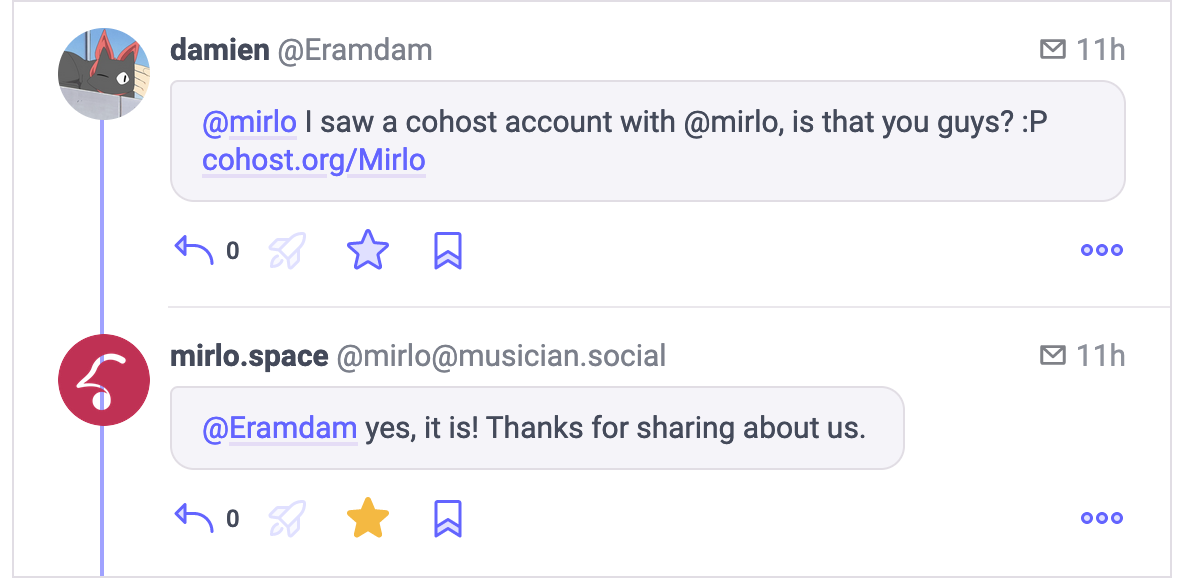 damien @Eramdam 11h
@mirlo I saw a cohost account with @mirlo, is that you guys? :P
cohost.org/Mirlo
0
mirlo.space @mirlo@musician.social 11h
@Eramdam yes, it is! Thanks for sharing about us.
0